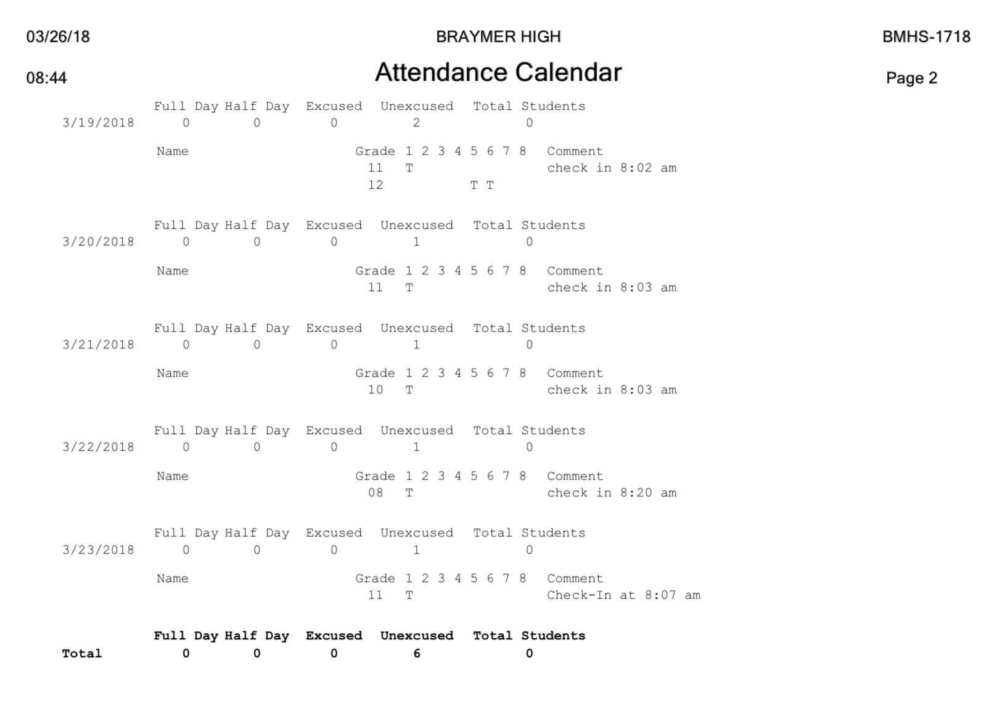 03/26/18 BRAYMER HIGH BMHS-1718
08:44 Attendance Calendar Page 2
Full Day Half Day Excused Unexcused Total Students
3/19/2018 0 0 0 2 0
Name Grade 1 2 3 4 5 6 7 8 Comment
11 T check in 8:02 am
12 T T
Full Day Half Day Excused Unexcused Total Students
3/20/2018 0 0 0 1 0
Name Grade 1 2 3 4 5 6 7 8 Comment
11 T check in 8:03 am
Full Day Half Day Excused Unexcused Total Students
3/21/2018 0 0 0 1 0
Name Grade 1 2 3 4 5 6 7 8 Comment
10 T check in 8:03 am
Full Day Half Day Excused Unexcused Total Students
3/22/2018 0 0 0 1 0
Name Grade 1 2 3 4 5 6 7 8 Comment
08 T check in 8:20 am
Full Day Half Day Excused Unexcused Total Students
3/23/2018 0 0 0 1 0
Name Grade 1 2 3 4 5 6 7 8 Comment
11 T Check-In at 8:07 am
Full Day Half Day Excused Unexcused Total Students
Total 0 0 0 6 0